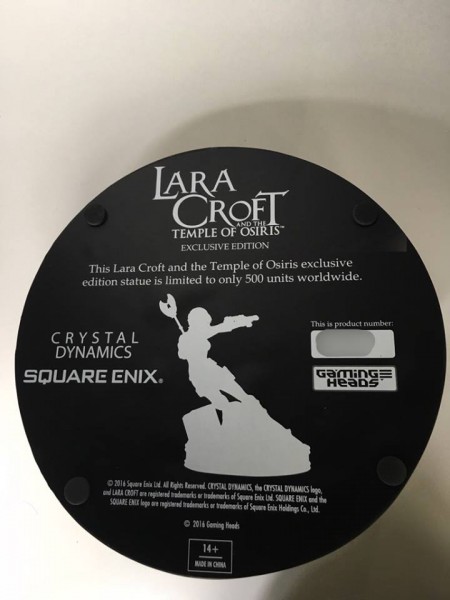 LARA
CROFT
AND THE
TEMPLE OF OSIRIS™
EXCLUSIVE EDITION
This Lara Croft and the Temple of Osiris exclusive
edition statue is limited to only 500 units worldwide.
CRYSTAL
DYNAMICS
SQUARE ENIX®
This is product number:
GAMING
HEADS
© 2016 Square Enix Ltd. All Rights Reserved. CRYSTAL DYNAMICS, the CRYSTAL DYNAMICS logo,
and LARA CROFT are registered trademarks or trademarks of Square Enix Ltd. SQUARE ENIX and the
SQUARE ENIX logo are registered trademarks or trademarks of Square Enix Holdings Co., Ltd.
© 2016 Gaming Heads
14+
MADE IN CHINA